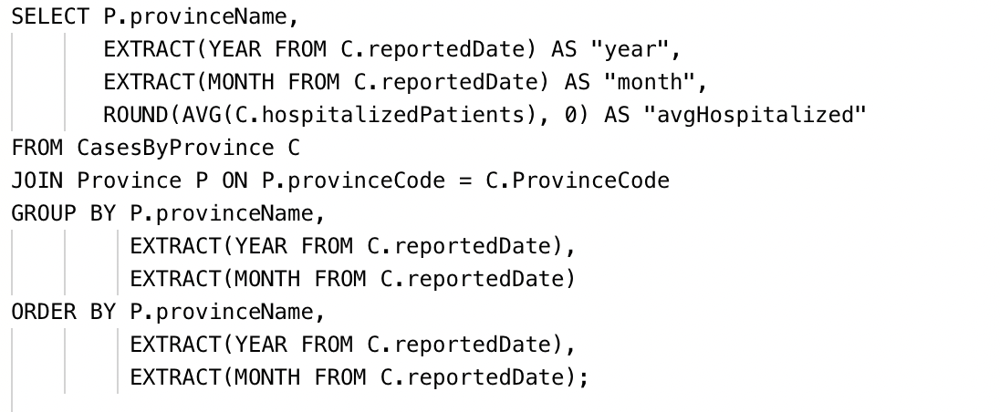 SELECT P.provinceName,
EXTRACT(YEAR FROM C.reportedDate) AS "year",
EXTRACT(MONTH FROM C.reportedDate) AS "month",
ROUND(AVG(C.hospitalizedPatients), 0) AS "avgHospitalized"
FROM CasesByProvince C
JOIN Province P ON P.provinceCode = C.ProvinceCode
GROUP BY P.provinceName,
EXTRACT(YEAR FROM C.reportedDate),
EXTRACT(MONTH FROM C.reportedDate)
ORDER BY P.provinceName,
EXTRACT(YEAR FROM C.reportedDate),
EXTRACT(MONTH FROM C.reportedDate);